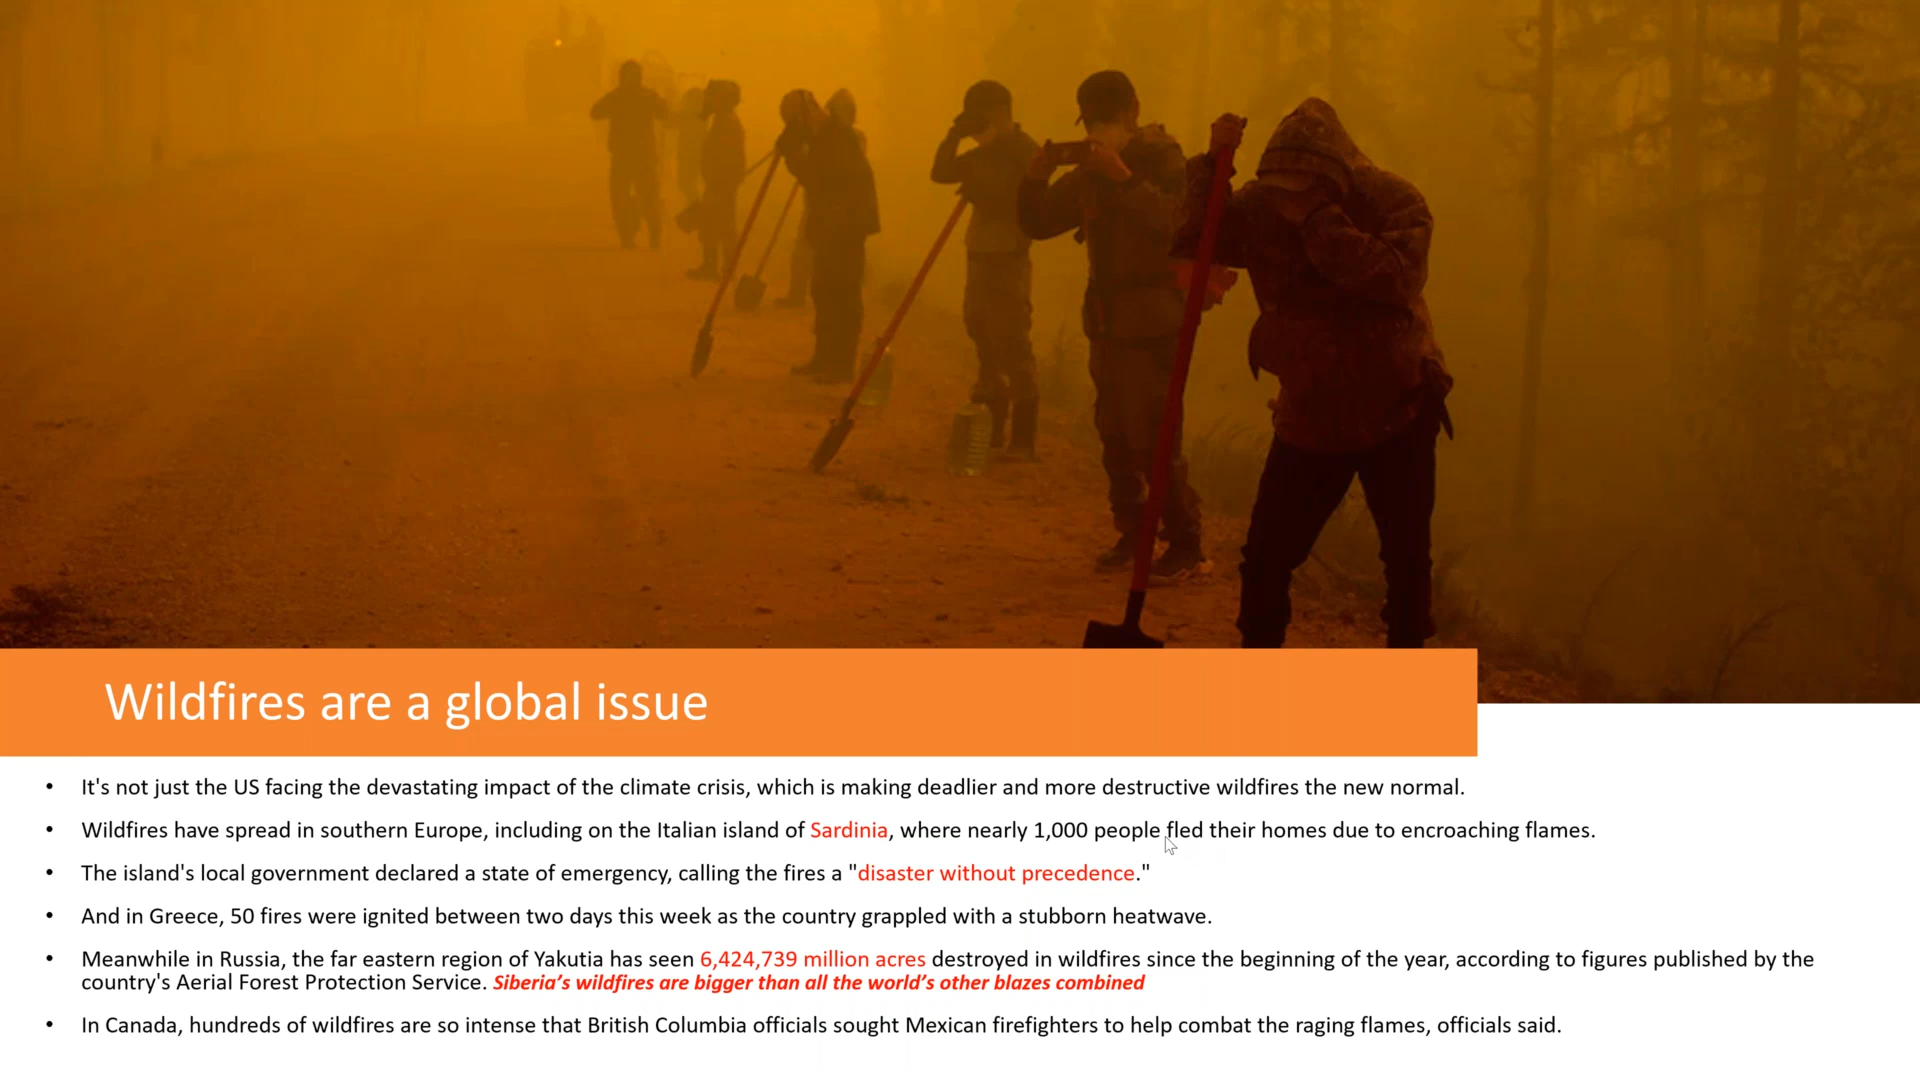 Wildfires are a global issue
• It's not just the US facing the devastating impact of the climate crisis, which is making deadlier and more destructive wildfires the new normal.
• Wildfires have spread in southern Europe, including on the Italian island of Sardinia, where nearly 1,000 people fled their homes due to encroaching flames.
• The island's local government declared a state of emergency, calling the fires a "disaster without precedence."
• And in Greece, 50 fires were ignited between two days this week as the country grappled with a stubborn heatwave.
• Meanwhile in Russia, the far eastern region of Yakutia has seen 6,424,739 million acres destroyed in wildfires since the beginning of the year, according to figures published by the
country's Aerial Forest Protection Service. Siberia’s wildfires are bigger than all the world’s other blazes combined
• In Canada, hundreds of wildfires are so intense that British Columbia officials sought Mexican firefighters to help combat the raging flames, officials said.